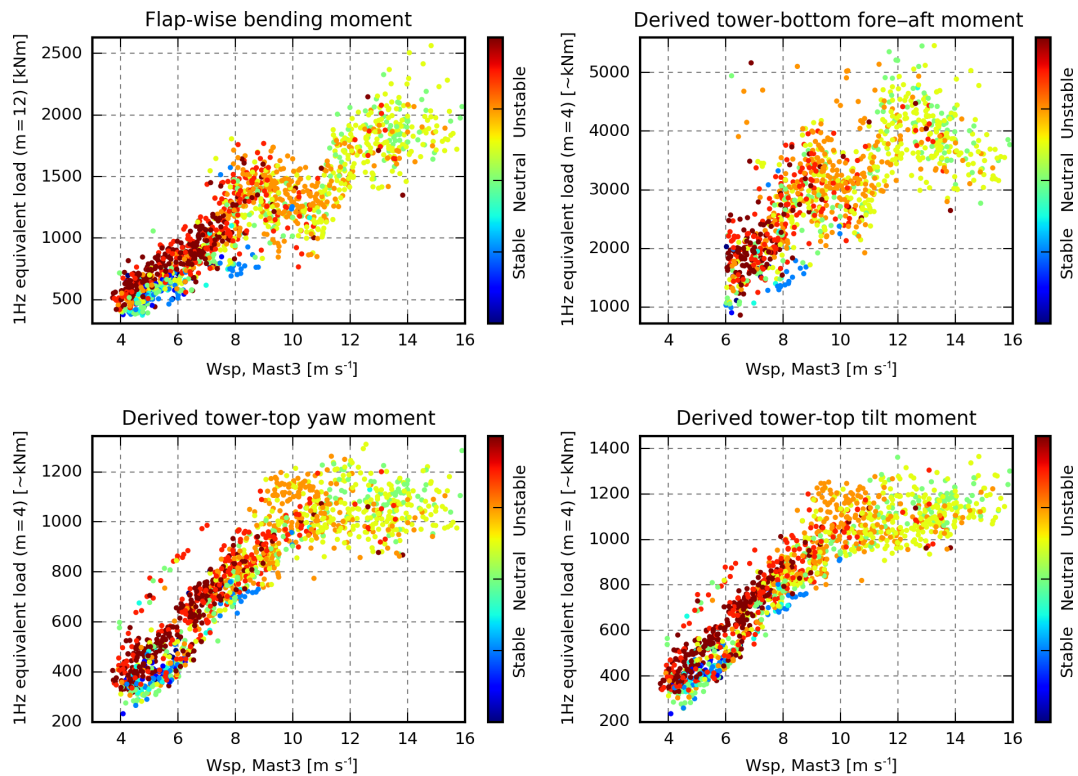 Flap-wise bending moment
1Hz equivalent load (m=12) [kNm]
2500
2000
1500
1000
500
4 6 8 10 12 14 16
Wsp, Mast3 [m s⁻¹]
Stable Neutral Unstable
Derived tower-bottom fore–aft moment
1Hz equivalent load (m=4) [~kNm]
5000
4000
3000
2000
1000
4 6 8 10 12 14 16
Wsp, Mast3 [m s⁻¹]
Stable Neutral Unstable
Derived tower-top yaw moment
1Hz equivalent load (m=4) [~kNm]
1200
1000
800
600
400
200
4 6 8 10 12 14 16
Wsp, Mast3 [m s⁻¹]
Stable Neutral Unstable
Derived tower-top tilt moment
1Hz equivalent load (m=4) [~kNm]
1400
1200
1000
800
600
400
200
4 6 8 10 12 14 16
Wsp, Mast3 [m s⁻¹]
Stable Neutral Unstable